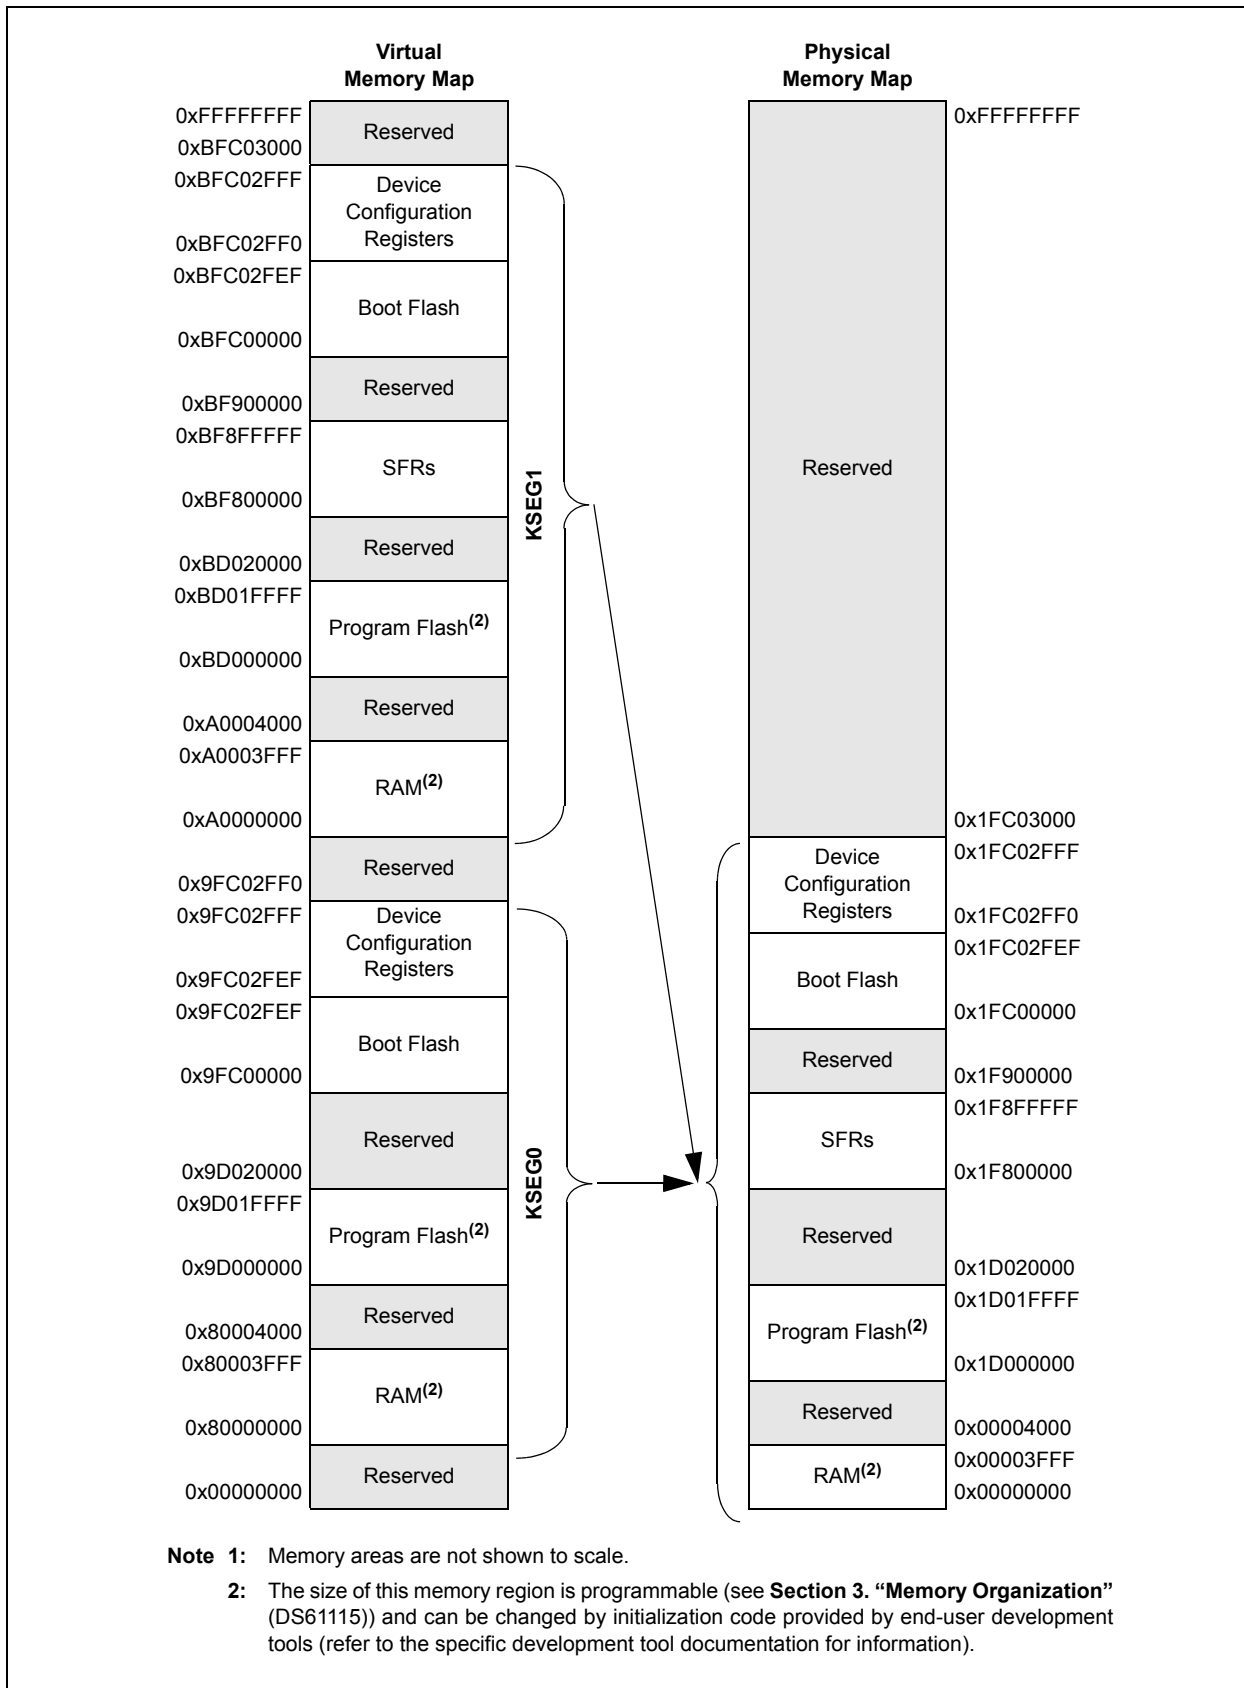 Virtual
Memory Map
0xFFFFFFFF
Reserved
0xBFC03000
0xBFC02FFF
Device
Configuration
Registers
0xBFC02FF0
0xBFC02FEF
Boot Flash
0xBFC00000
Reserved
0xBF900000
0xBF8FFFFF
SFRs
0xBF800000
Reserved
0xBD020000
0xBD01FFFF
Program Flash(2)
0xBD000000
Reserved
0xA0004000
0xA0003FFF
RAM(2)
0xA0000000
Reserved
0x9FC02FF0
0x9FC02FFF
Device
Configuration
Registers
0x9FC02FEF
0x9FC02FEF
Boot Flash
0x9FC00000
Reserved
0x9D020000
0x9D01FFFF
Program Flash(2)
0x9D000000
Reserved
0x80004000
0x80003FFF
RAM(2)
0x80000000
Reserved
0x00000000
KSEG1
KSEG0
Physical
Memory Map
0xFFFFFFFF
Reserved
0x1FC03000
0x1FC02FFF
Device
Configuration
Registers
0x1FC02FF0
0x1FC02FEF
Boot Flash
0x1FC00000
Reserved
0x1F900000
0x1F8FFFFF
SFRs
0x1F800000
Reserved
0x1D020000
0x1D01FFFF
Program Flash(2)
0x1D000000
Reserved
0x00004000
0x00003FFF
RAM(2)
0x00000000
Note 1: Memory areas are not shown to scale.
2: The size of this memory region is programmable (see Section 3. “Memory Organization”
(DS61115)) and can be changed by initialization code provided by end-user development
tools (refer to the specific development tool documentation for information).